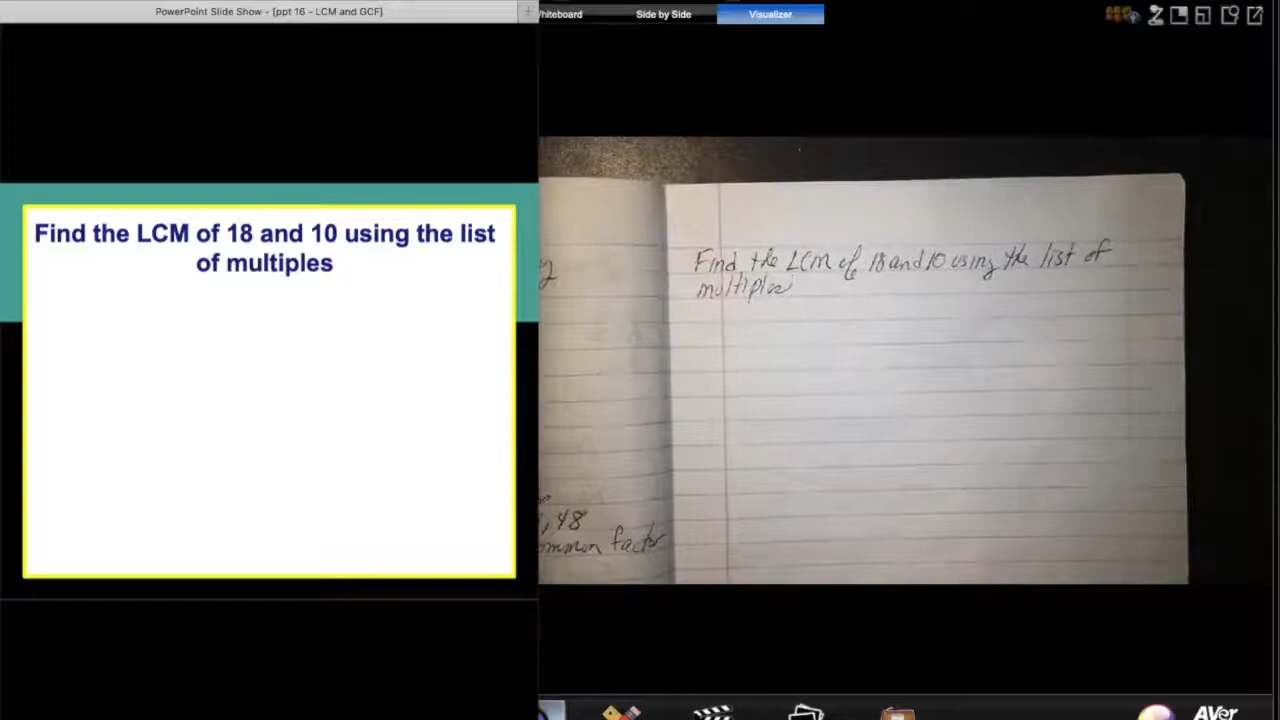 PowerPoint Slide Show - [ppt 16 - LCM and GCF]
Whiteboard
Side by Side
Visualizer
Find the LCM of 18 and 10 using the list
of multiples
Find the LCM of 18 and 10 using the list of
multiples
, 48
ommon factor
AVer